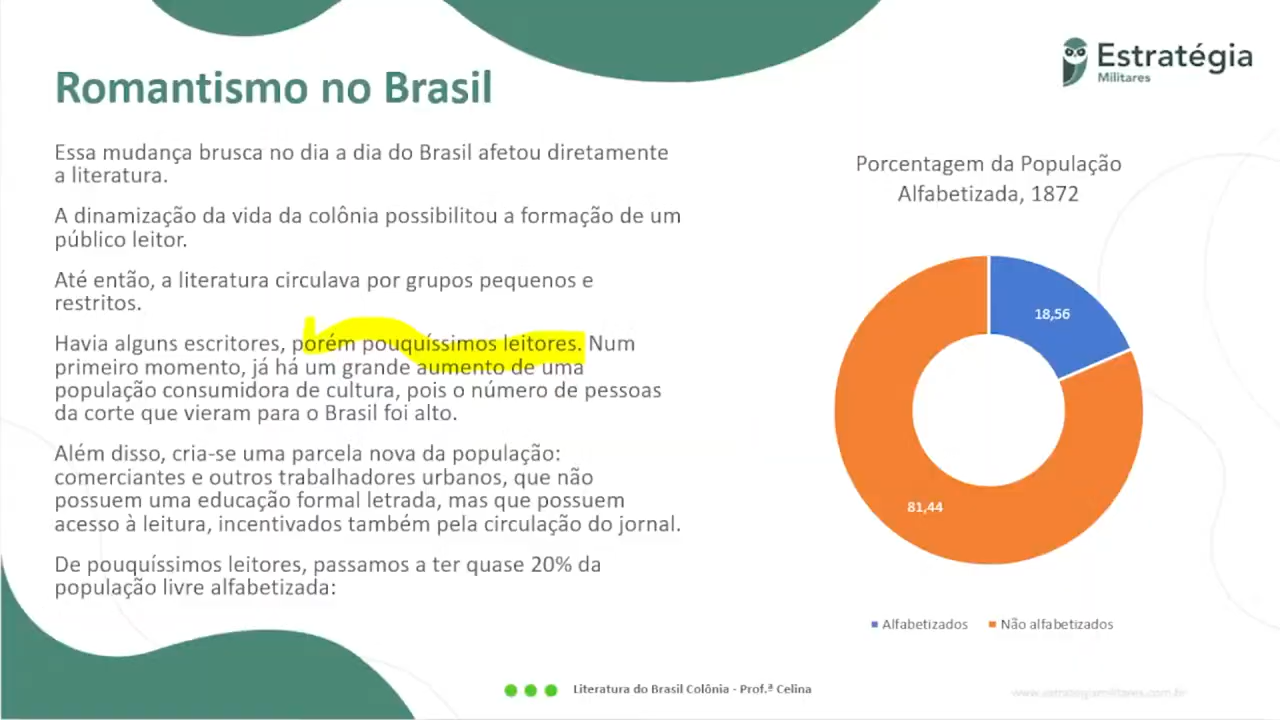 Estratégia
Militares
Romantismo no Brasil
Essa mudança brusca no dia a dia do Brasil afetou diretamente
a literatura.
A dinamização da vida da colônia possibilitou a formação de um
público leitor.
Até então, a literatura circulava por grupos pequenos e
restritos.
Havia alguns escritores, porém pouquíssimos leitores. Num
primeiro momento, já há um grande aumento de uma
população consumidora de cultura, pois o número de pessoas
da corte que vieram para o Brasil foi alto.
Além disso, cria-se uma parcela nova da população:
comerciantes e outros trabalhadores urbanos, que não
possuem uma educação formal letrada, mas que possuem
acesso à leitura, incentivados também pela circulação do jornal.
De pouquíssimos leitores, passamos a ter quase 20% da
população livre alfabetizada:
Porcentagem da População
Alfabetizada, 1872
18,56
81,44
Alfabetizados
Não alfabetizados
Literatura do Brasil Colônia - Prof.ª Celina
www.estrategiamilitares.com.br